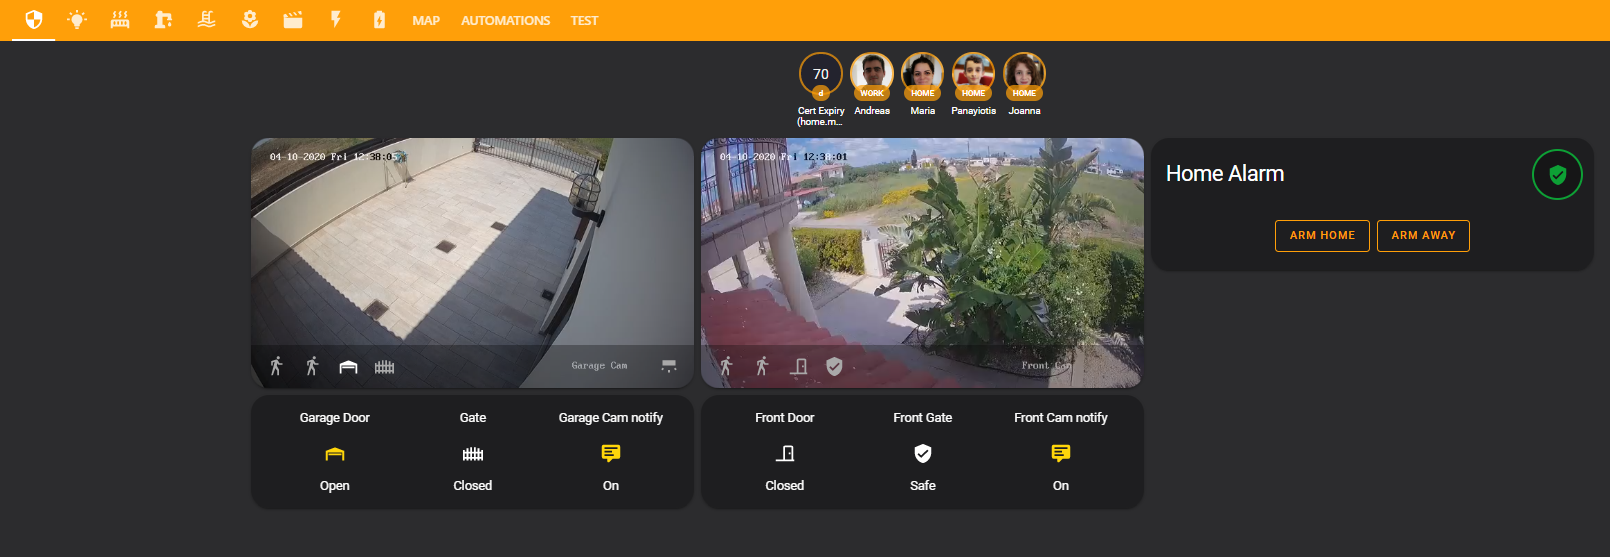 MAP AUTOMATIONS TEST
70
d
WORK
HOME
HOME
HOME
Cert Expiry
(home.m...
Andreas
Maria
Panayiotis
Joanna
04-10-2020 Fri 12:38:05
Garage Cam
04-10-2020 Fri 12:38:01
Front Cam
Home Alarm
ARM HOME
ARM AWAY
Garage Door
Gate
Garage Cam notify
Open
Closed
On
Front Door
Front Gate
Front Cam notify
Closed
Safe
On